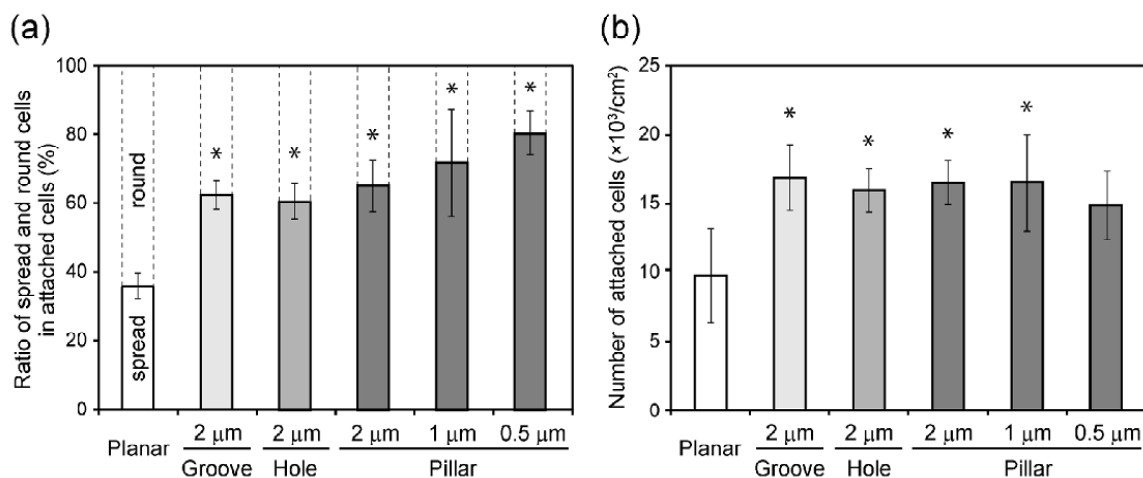 (a)
Ratio of spread and round cells
in attached cells (%)
100
80
60
40
20
0
round
spread
*
*
*
*
*
Planar
2 μm
2 μm
2 μm
1 μm
0.5 μm
Groove
Hole
Pillar
(b)
Number of attached cells (×10³/cm²)
25
20
15
10
5
0
*
*
*
*
Planar
2 μm
2 μm
2 μm
1 μm
0.5 μm
Groove
Hole
Pillar